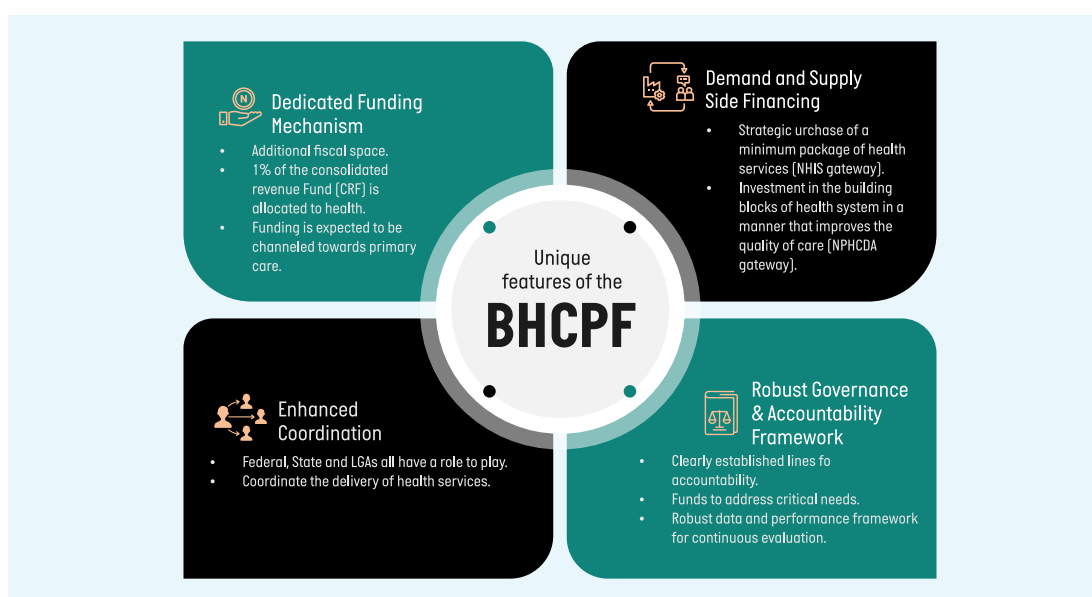 Dedicated Funding
Mechanism
• Additional fiscal space.
• 1% of the consolidated
revenue Fund (CRF) is
allocated to health.
• Funding is expected to be
channeled towards primary
care.
Demand and Supply
Side Financing
• Strategic urchase of a
minimum package of health
services (NHIS gateway).
• Investment in the building
blocks of health system in a
manner that improves the
quality of care (NPHCDA
gateway).
Unique
features of the
BHCPF
Enhanced
Coordination
• Federal, State and LGAs all have a role to play.
• Coordinate the delivery of health services.
Robust Governance
& Accountability
Framework
• Clearly established lines fo
accountability.
• Funds to address critical needs.
• Robust data and performance framework
for continuous evaluation.
N